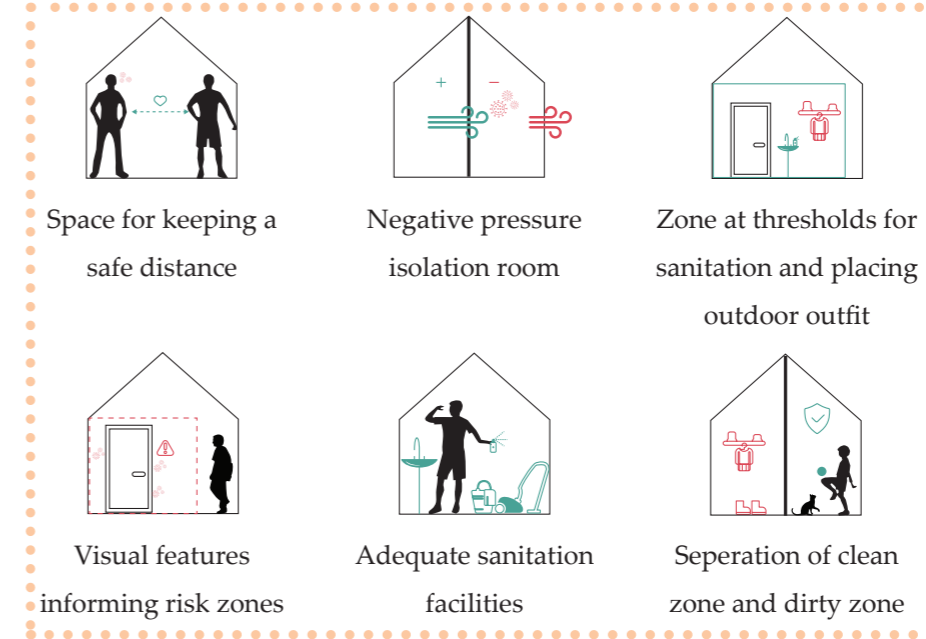 Space for keeping a
safe distance
Negative pressure
isolation room
Zone at thresholds for
sanitation and placing
outdoor outfit
Visual features
informing risk zones
Adequate sanitation
facilities
Seperation of clean
zone and dirty zone